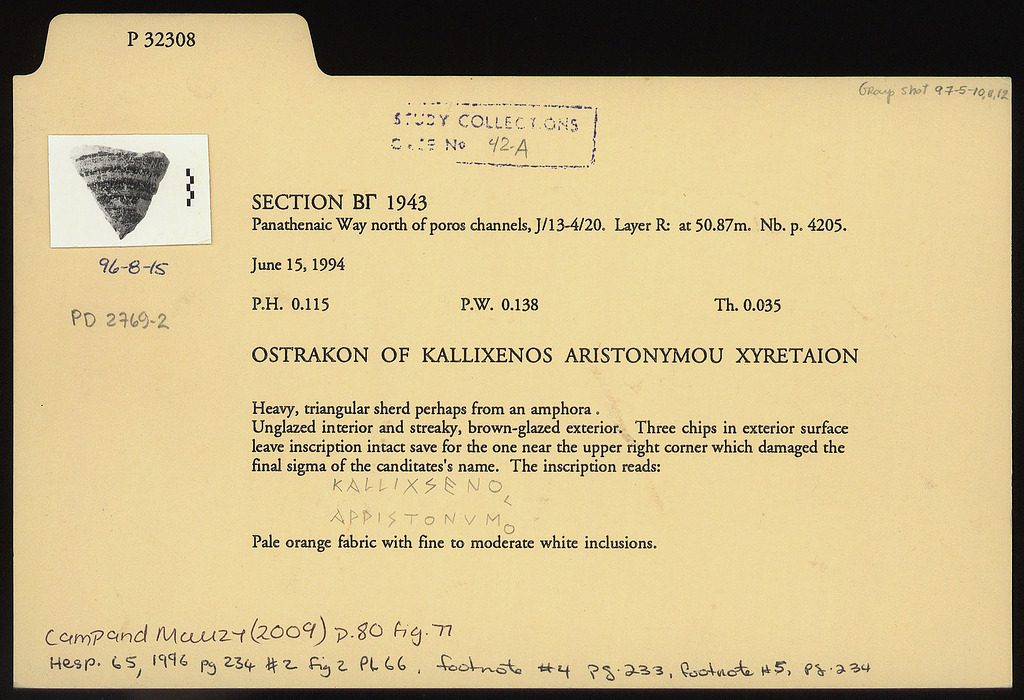 P 32308
Group shot 97-5-10,11,12
STUDY COLLECTIONS
CASE No 42-A
SECTION ΒΓ 1943
Panathenaic Way north of poros channels, J/13-4/20. Layer R: at 50.87m. Nb. p. 4205.
96-8-15
June 15, 1994
PD 2769-2
P.H. 0.115 P.W. 0.138 Th. 0.035
OSTRAKON OF KALLIXENOS ARISTONYMOU XYRETAION
Heavy, triangular sherd perhaps from an amphora .
Unglazed interior and streaky, brown-glazed exterior. Three chips in exterior surface
leave inscription intact save for the one near the upper right corner which damaged the
final sigma of the canditates's name. The inscription reads:
KALLIXSENO
ς
ΑΡΡΙSTONVM
O
Pale orange fabric with fine to moderate white inclusions.
Camp and Mauzy (2009) p.80 fig. 77
Hesp. 65, 1996 pg 234 #2 fig 2 PL 66, footnote #4 pg. 233, footnote #5, pg. 234